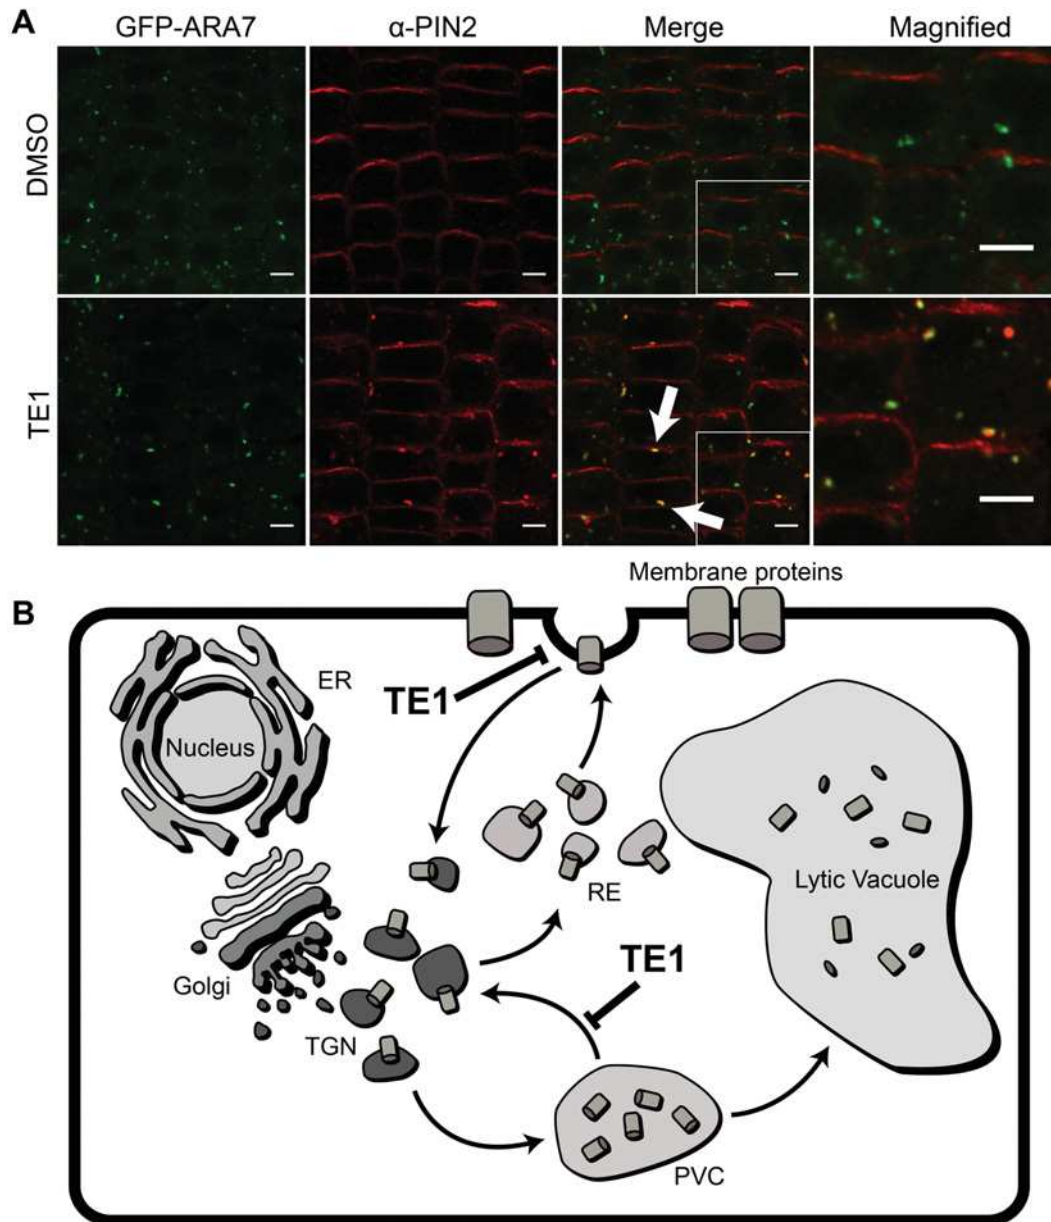 A
GFP-ARA7 α-PIN2 Merge Magnified
DMSO
TE1
B
Membrane proteins
ER
TE1
Nucleus
RE
Lytic Vacuole
Golgi
TE1
TGN
PVC